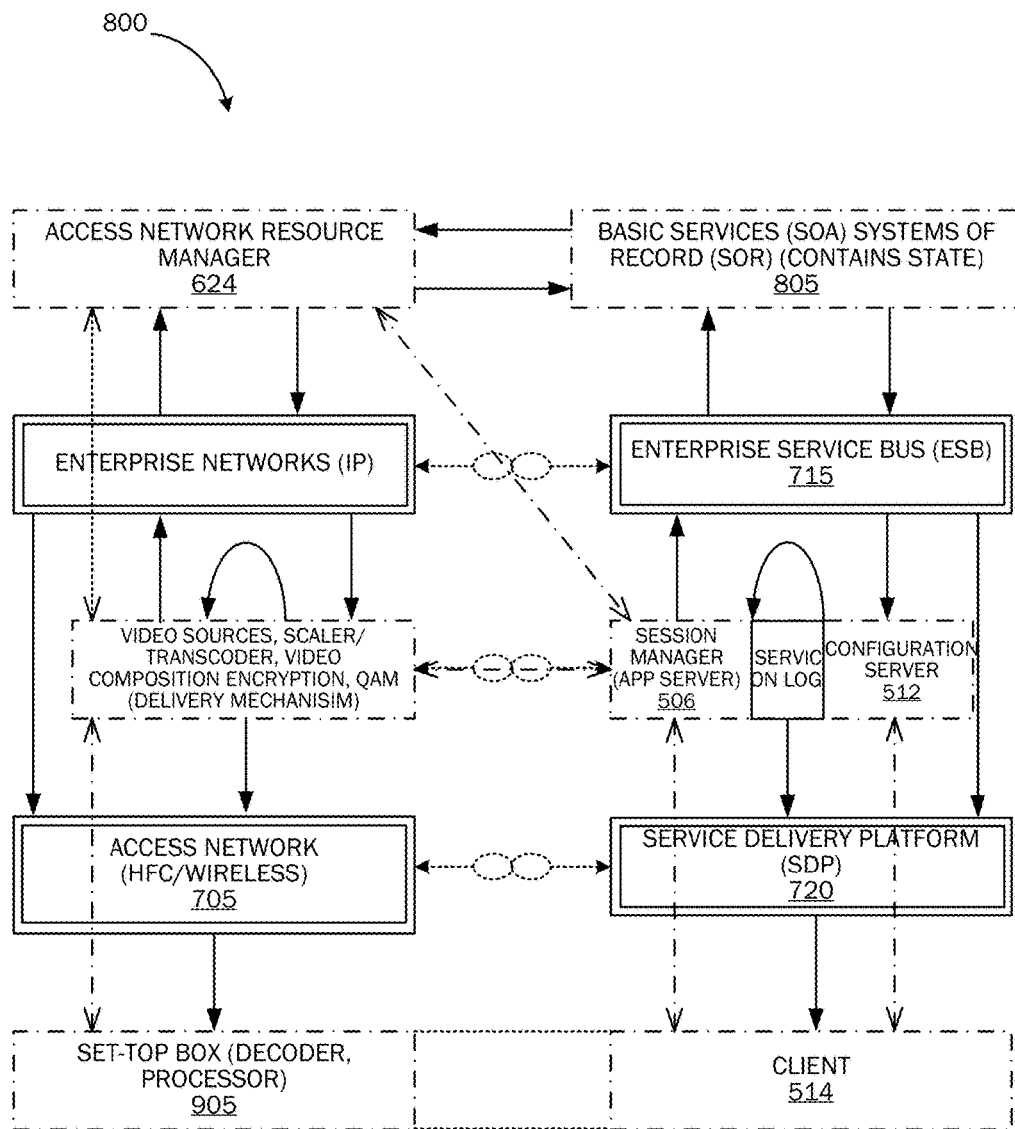 800
ACCESS NETWORK RESOURCE
MANAGER
624
BASIC SERVICES (SOA) SYSTEMS OF
RECORD (SOR) (CONTAINS STATE)
805
ENTERPRISE NETWORKS (IP)
ENTERPRISE SERVICE BUS (ESB)
715
VIDEO SOURCES, SCALER/
TRANSCODER, VIDEO
COMPOSITION ENCRYPTION, QAM
(DELIVERY MECHANISIM)
SESSION
MANAGER
(APP SERVER)
506
SERVIC
ON LOG
CONFIGURATION
SERVER
512
ACCESS NETWORK
(HFC/WIRELESS)
705
SERVICE DELIVERY PLATFORM
(SDP)
720
SET-TOP BOX (DECODER,
PROCESSOR)
905
CLIENT
514